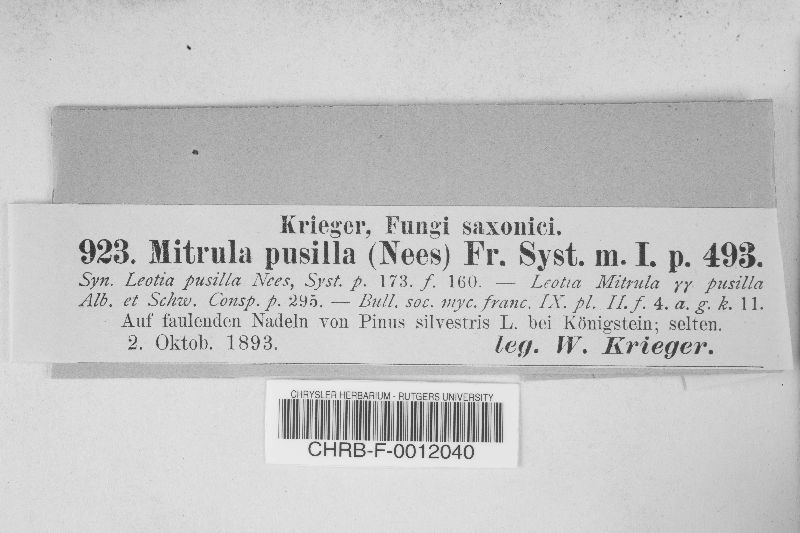 Krieger, Fungi saxonici.
923. Mitrula pusilla (Nees) Fr. Syst. m. I. p. 493.
Syn. Leotia pusilla Nees, Syst. p. 173. f. 160. — Leotia Mitrula γγ pusilla
Alb. et Schw. Consp. p. 295. — Bull. soc. myc. franc. IX. pl. II. f. 4. a. g. k. 11.
Auf faulenden Nadeln von Pinus silvestris L. bei Königstein; selten.
2. Oktob. 1893. leg. W. Krieger.
CHRYSLER HERBARIUM - RUTGERS UNIVERSITY
CHRB-F-0012040